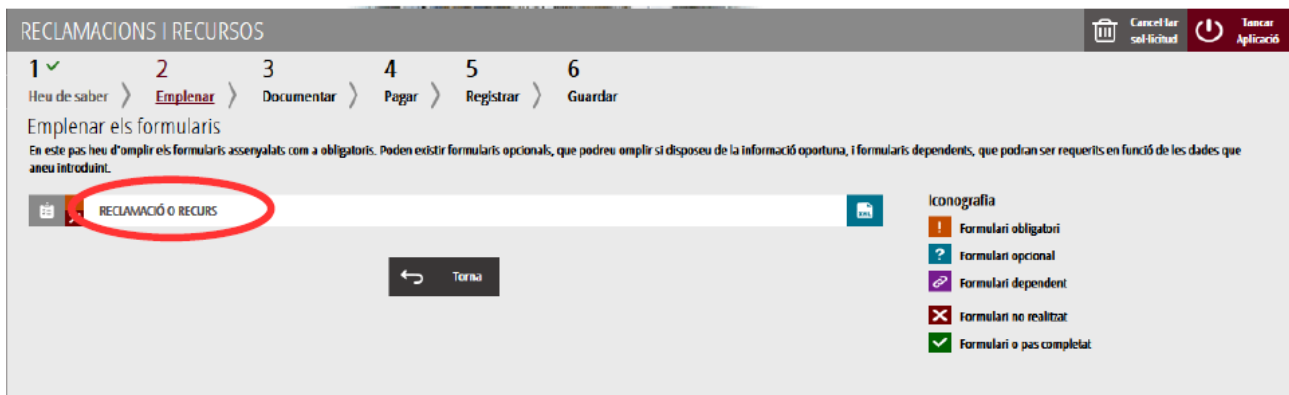 RECLAMACIONS I RECURSOS
Cancel·lar
sol·licitud
Tancar
Aplicació
1 2 3 4 5 6
Heu de saber Emplenar Documentar Pagar Registrar Guardar
Emplenar els formularis
En este pas heu d'omplir els formularis assenyalats com a obligatoris. Poden existir formularis opcionals, que podreu omplir si disposeu de la informació oportuna, i formularis dependents, que podran ser requerits en funció de les dades que
aneu introduint.
RECLAMACIÓ O RECURS
XML
Torna
Iconografia
! Formulari obligatori
? Formulari opcional
Formulari dependent
Formulari no realitzat
Formulari o pas completat